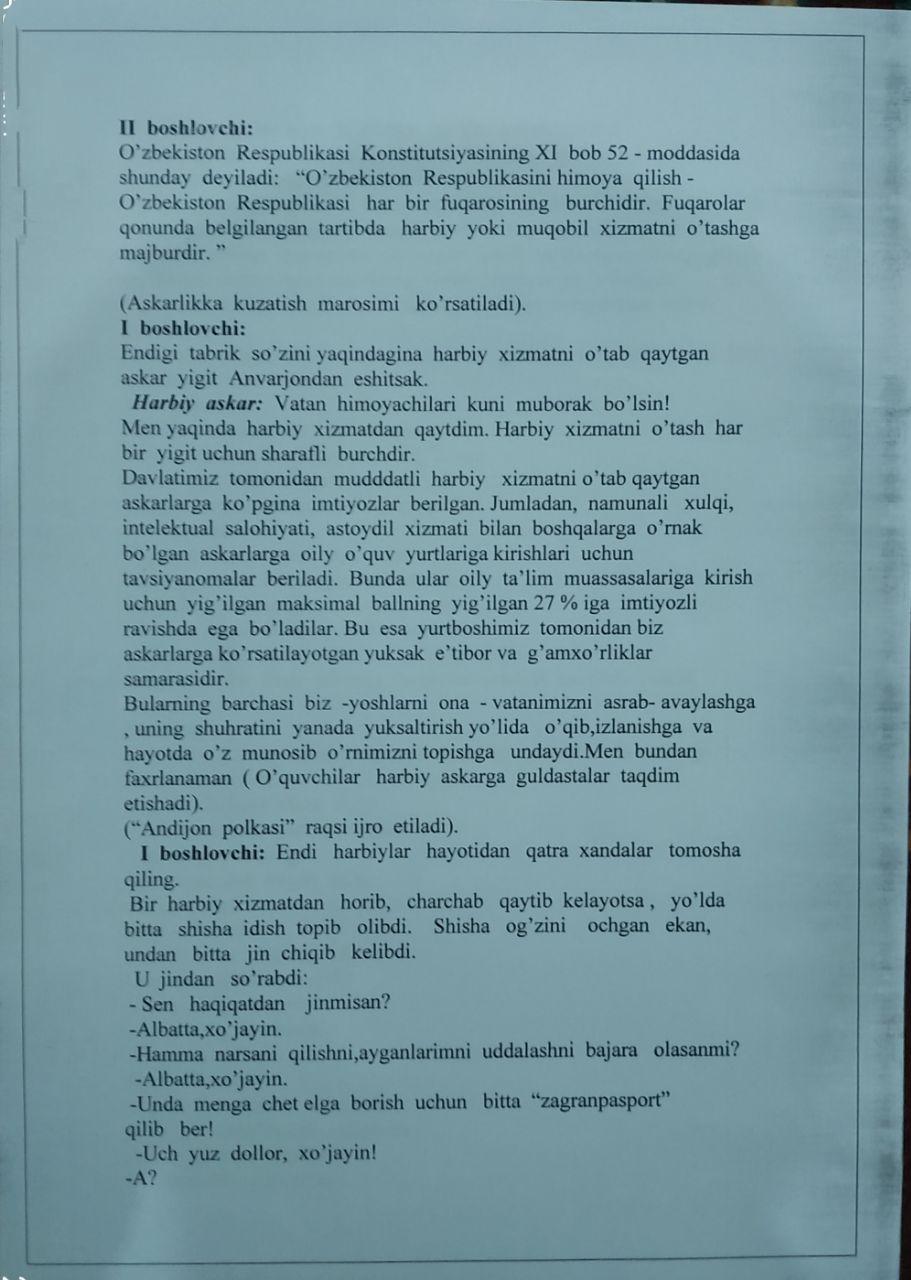 II boshlovchi:
O’zbekiston Respublikasi Konstitutsiyasining XI bob 52 - moddasida
shunday deyiladi: “O’zbekiston Respublikasini himoya qilish -
O’zbekiston Respublikasi har bir fuqarosining burchidir. Fuqarolar
qonunda belgilangan tartibda harbiy yoki muqobil xizmatni o’tashga
majburdir. ”
(Askarlikka kuzatish marosimi ko’rsatiladi).
I boshlovchi:
Endigi tabrik so’zini yaqindagina harbiy xizmatni o’tab qaytgan
askar yigit Anvarjondan eshitsak.
Harbiy askar: Vatan himoyachilari kuni muborak bo’lsin!
Men yaqinda harbiy xizmatdan qaytdim. Harbiy xizmatni o’tash har
bir yigit uchun sharafli burchdir.
Davlatimiz tomonidan mudddatli harbiy xizmatni o’tab qaytgan
askarlarga ko’pgina imtiyozlar berilgan. Jumladan, namunali xulqi,
intelektual salohiyati, astoydil xizmati bilan boshqalarga o’rnak
bo’lgan askarlarga oily o’quv yurtlariga kirishlari uchun
tavsiyanomalar beriladi. Bunda ular oily ta’lim muassasalariga kirish
uchun yig’ilgan maksimal ballning yig’ilgan 27 % iga imtiyozli
ravishda ega bo’ladilar. Bu esa yurtboshimiz tomonidan biz
askarlarga ko’rsatilayotgan yuksak e’tibor va g’amxo’rliklar
samarasidir.
Bularning barchasi biz -yoshlarni ona - vatanimizni asrab- avaylashga
, uning shuhratini yanada yuksaltirish yo’lida o’qib,izlanishga va
hayotda o’z munosib o’rnimizni topishga undaydi.Men bundan
faxrlanaman ( O’quvchilar harbiy askarga guldastalar taqdim
etishadi).
(“Andijon polkasi” raqsi ijro etiladi).
I boshlovchi: Endi harbiylar hayotidan qatra xandalar tomosha
qiling.
Bir harbiy xizmatdan horib, charchab qaytib kelayotsa , yo’lda
bitta shisha idish topib olibdi. Shisha og’zini ochgan ekan,
undan bitta jin chiqib kelibdi.
U jindan so’rabdi:
- Sen haqiqatdan jinmisan?
-Albatta,xo’jayin.
-Hamma narsani qilishni,ayganlarimni uddalashni bajara olasanmi?
-Albatta,xo’jayin.
-Unda menga chet elga borish uchun bitta “zagranpasport”
qilib ber!
-Uch yuz dollor, xo’jayin!
-A?